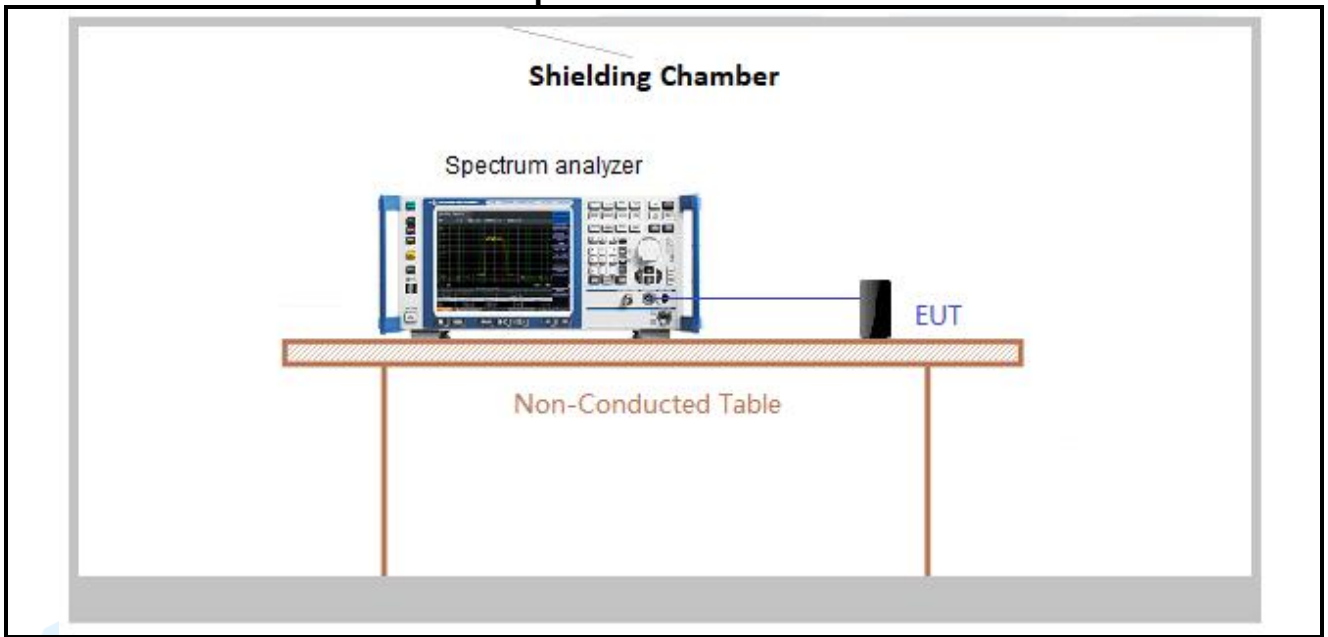 Shielding Chamber
Spectrum analyzer
EUT
Non-Conducted Table